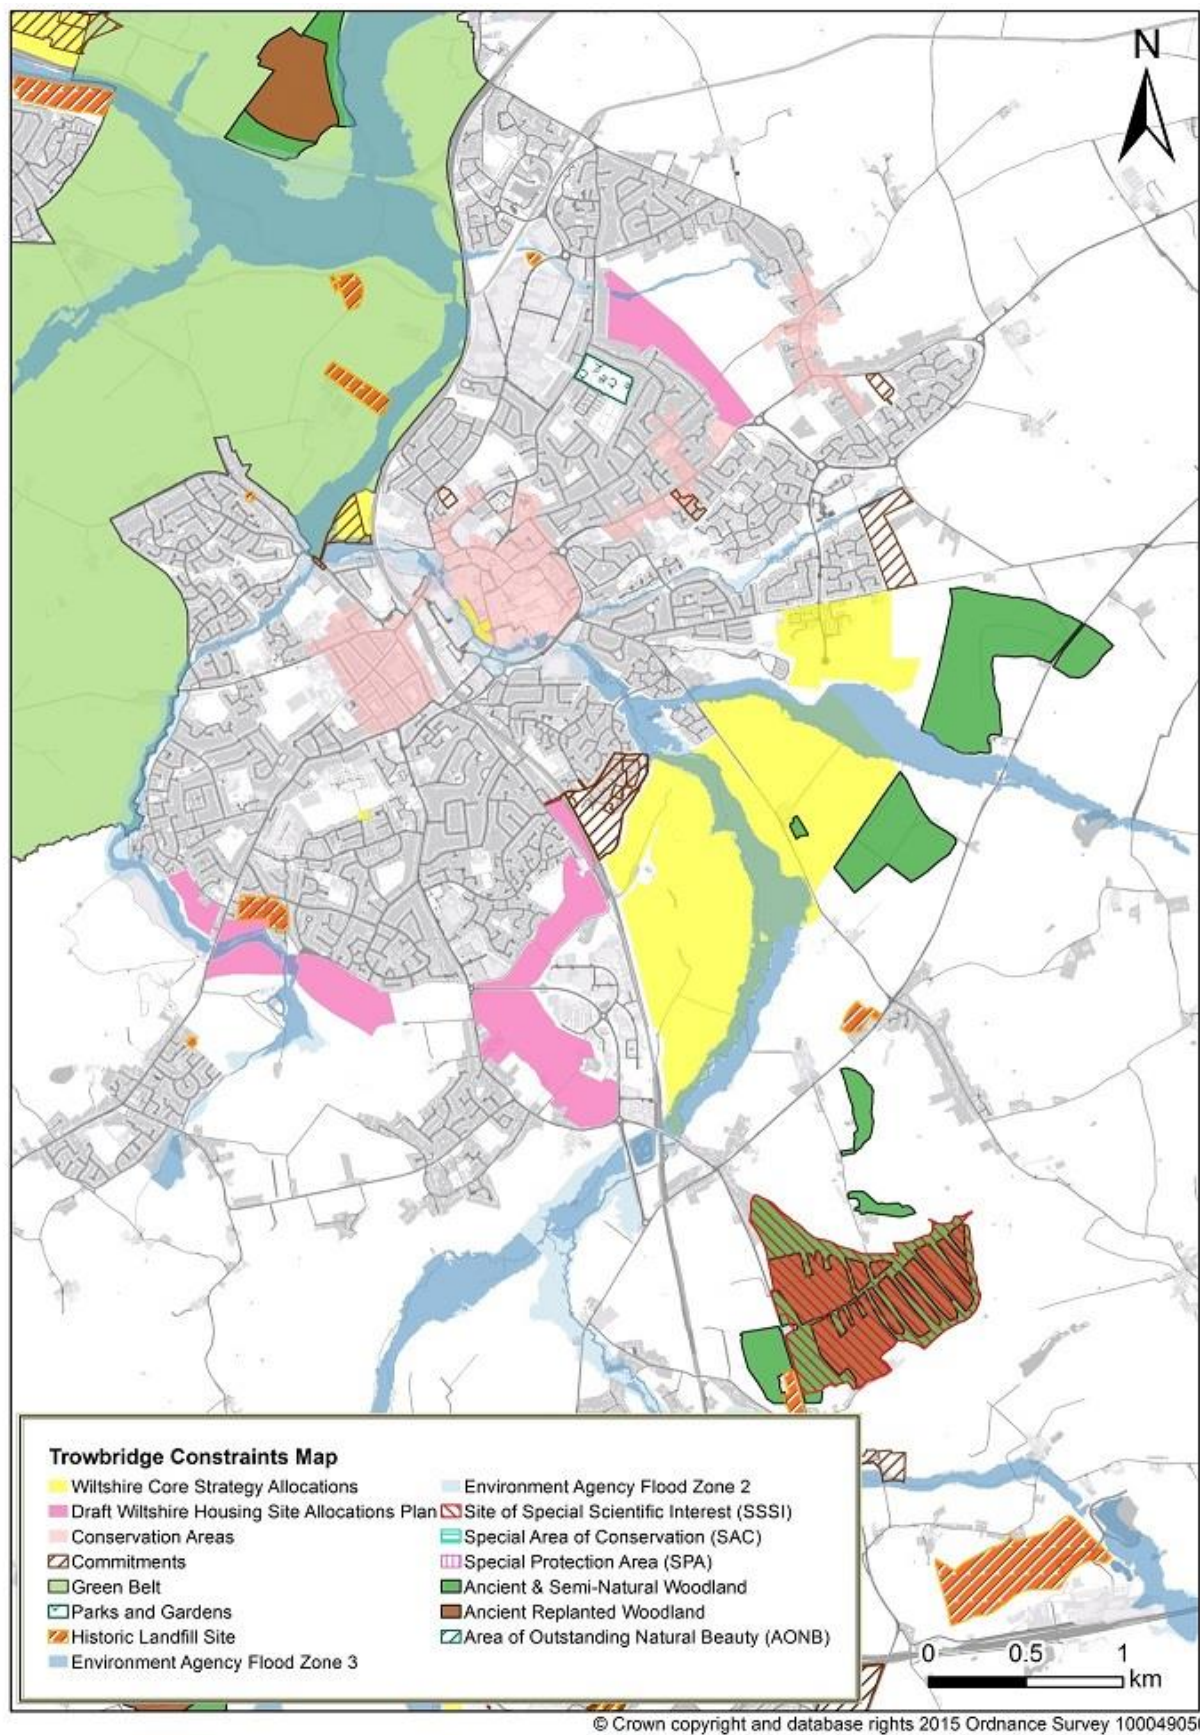 N
Trowbridge Constraints Map
Wiltshire Core Strategy Allocations
Draft Wiltshire Housing Site Allocations Plan
Conservation Areas
Commitments
Green Belt
Parks and Gardens
Historic Landfill Site
Environment Agency Flood Zone 3
Environment Agency Flood Zone 2
Site of Special Scientific Interest (SSSI)
Special Area of Conservation (SAC)
Special Protection Area (SPA)
Ancient & Semi-Natural Woodland
Ancient Replanted Woodland
Area of Outstanding Natural Beauty (AONB)
0 0.5 1
km
© Crown copyright and database rights 2015 Ordnance Survey 10004905